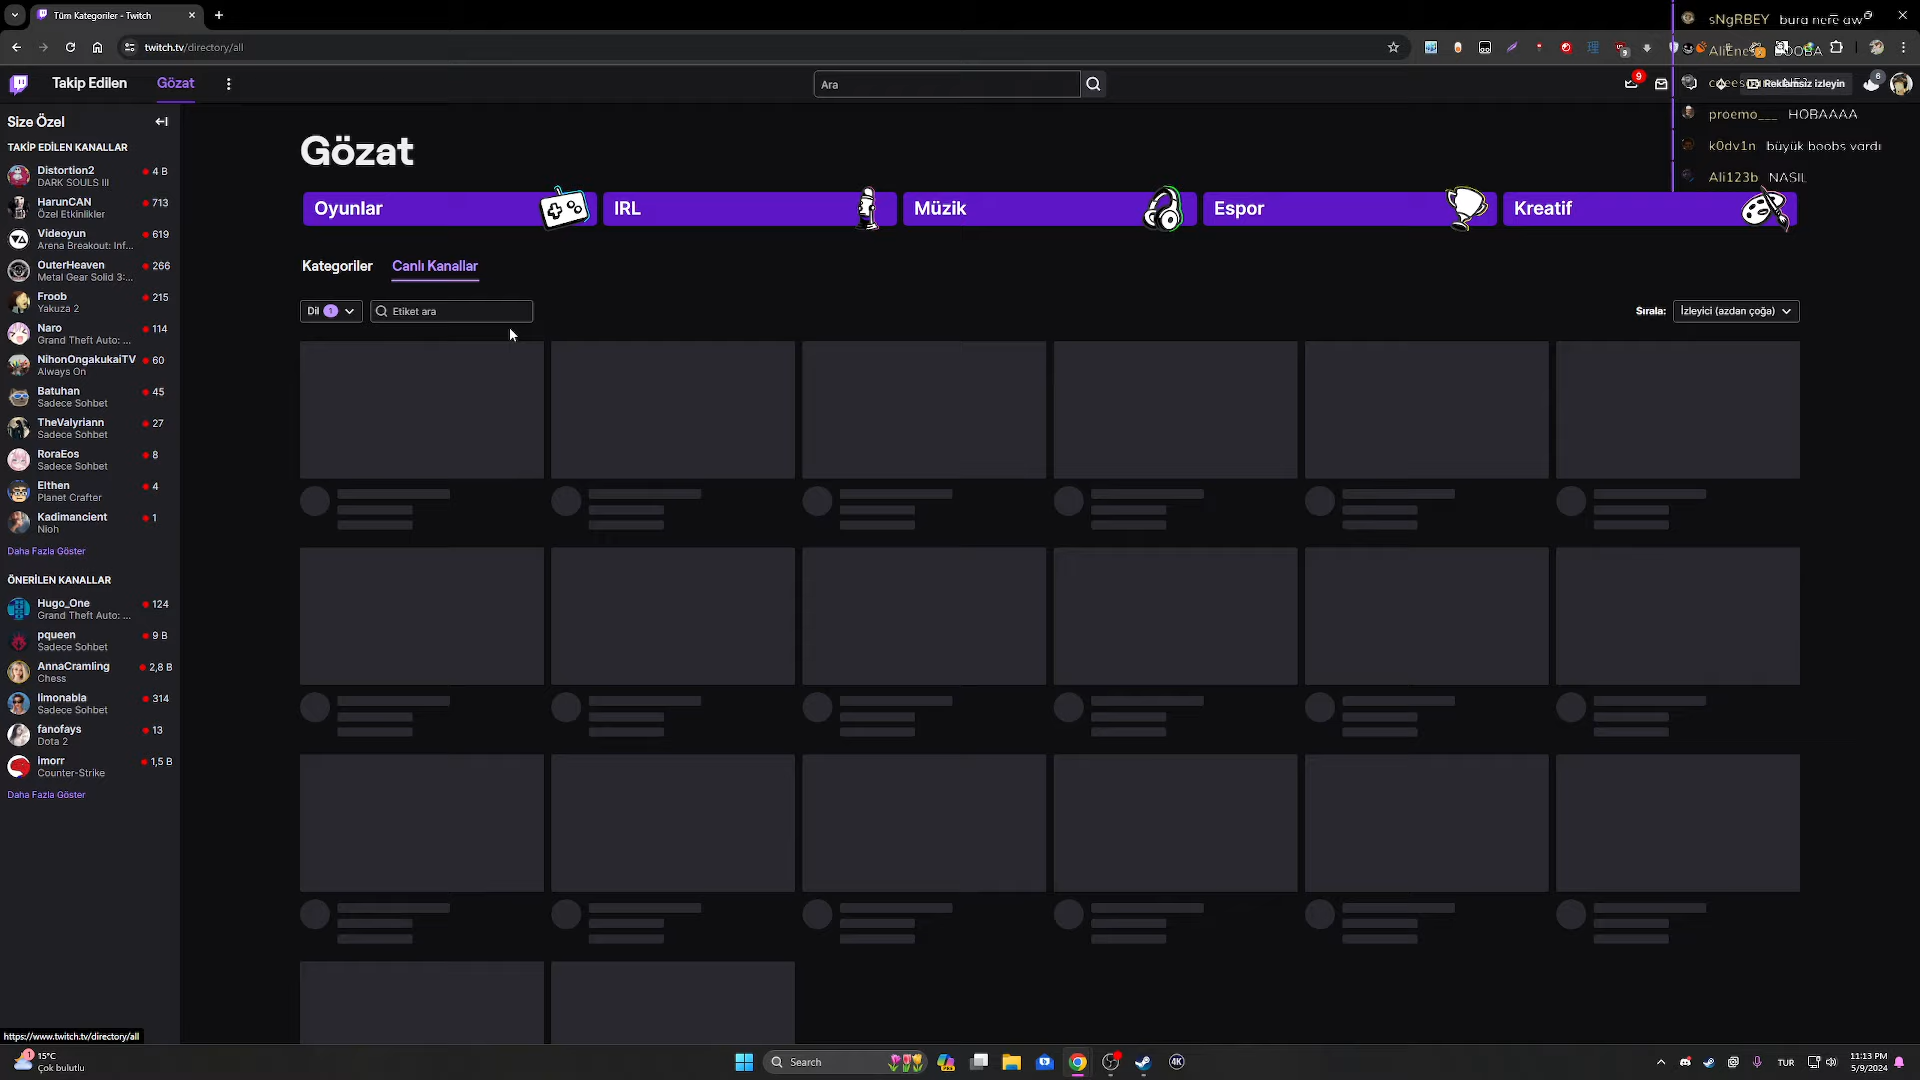 Tüm Kategoriler - Twitch
twitch.tv/directory/all
Takip Edilen
Gözat
Ara
9
Reklamsız izleyin
6
sNgRBEY bura nere aw
BOOBA
proemo___ HOBAAAA
k0dv1n büyük boobs vardı
Ali123b NASIL
Size Özel
TAKİP EDİLEN KANALLAR
Distortion2 4 B
DARK SOULS III
HarunCAN 713
Özel Etkinlikler
Videoyun 619
Arena Breakout: Inf...
OuterHeaven 266
Metal Gear Solid 3:...
Froob 215
Yakuza 2
Naro 114
Grand Theft Auto: ...
NihonOngakukaiTV 60
Always On
Batuhan 45
Sadece Sohbet
TheValyriann 27
Sadece Sohbet
RoraEos 8
Sadece Sohbet
Elthen 4
Planet Crafter
Kadimancient 1
Nioh
Daha Fazla Göster
ÖNERİLEN KANALLAR
Hugo_One 124
Grand Theft Auto: ...
pqueen 9 B
Sadece Sohbet
AnnaCramling 2,8 B
Chess
limonabla 314
Sadece Sohbet
fanofays 13
Dota 2
imorr 1,5 B
Counter-Strike
Daha Fazla Göster
Gözat
Oyunlar
IRL
Müzik
Espor
Kreatif
Kategoriler
Canlı Kanallar
Dil 1
Etiket ara
Sırala:
İzleyici (azdan çoğa)
https://www.twitch.tv/directory/all
1
15°C
Çok bulutlu
Search
4K
TUR
11:13 PM
5/9/2024